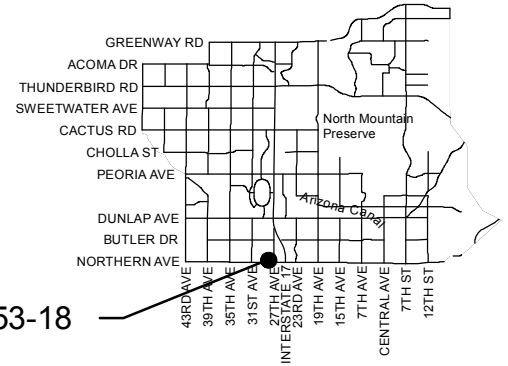 GREENWAY RD
ACOMA DR
THUNDERBIRD RD
SWEETWATER AVE
CACTUS RD
CHOLLA ST
PEORIA AVE
DUNLAP AVE
BUTLER DR
NORTHERN AVE
North Mountain
Preserve
Arizona Canal
43RD AVE
39TH AVE
35TH AVE
31ST AVE
27TH AVE
INTERSTATE 17
23RD AVE
19TH AVE
15TH AVE
7TH AVE
CENTRAL AVE
7TH ST
12TH ST
53-18